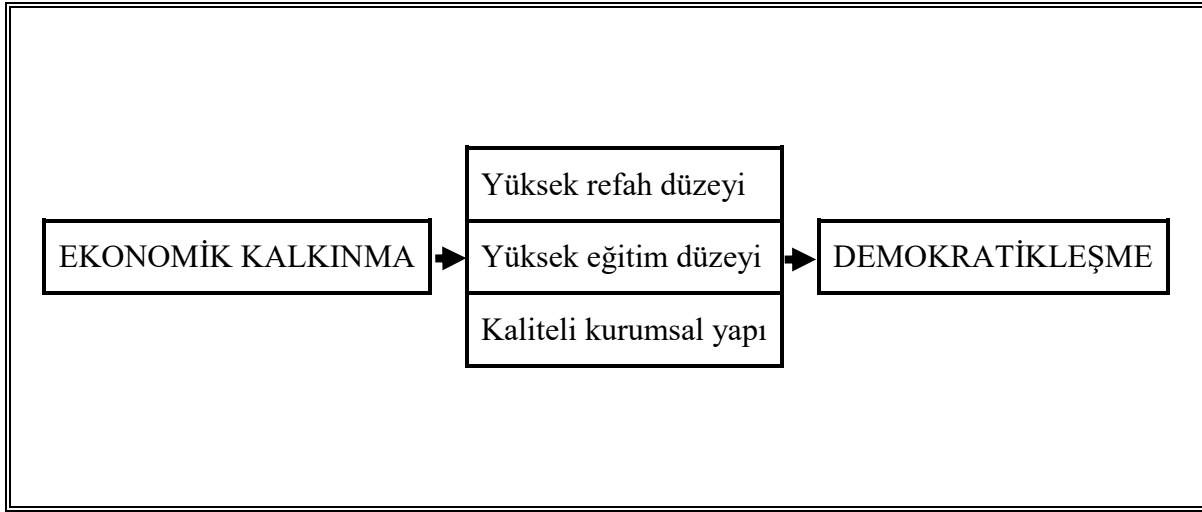 EKONOMİK KALKINMA
Yüksek refah düzeyi
Yüksek eğitim düzeyi
Kaliteli kurumsal yapı
DEMOKRATİKLEŞME